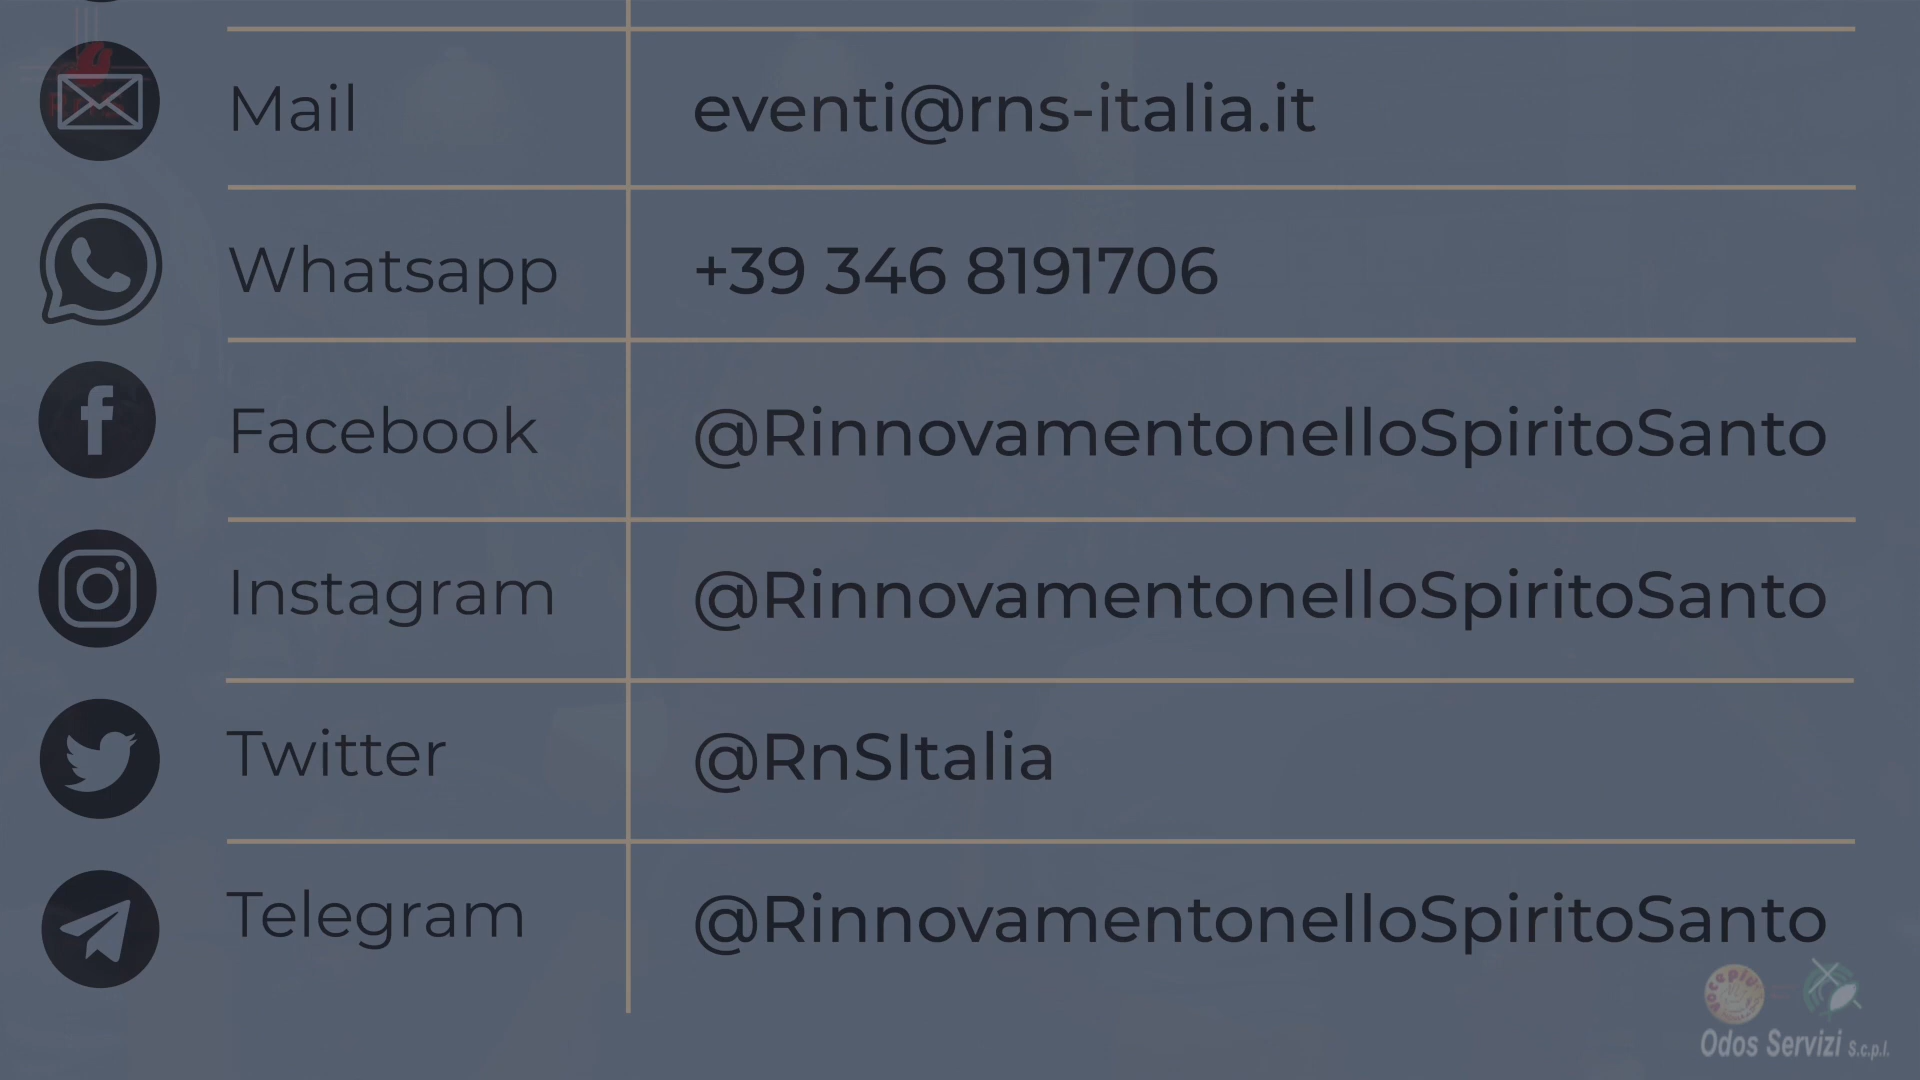 RnS
Mail eventi@rns-italia.it
Whatsapp +39 346 8191706
Facebook @RinnovamentonelloSpiritoSanto
Instagram @RinnovamentonelloSpiritoSanto
Twitter @RnSItalia
Telegram @RinnovamentonelloSpiritoSanto
Odos Servizi S.c.p.l.